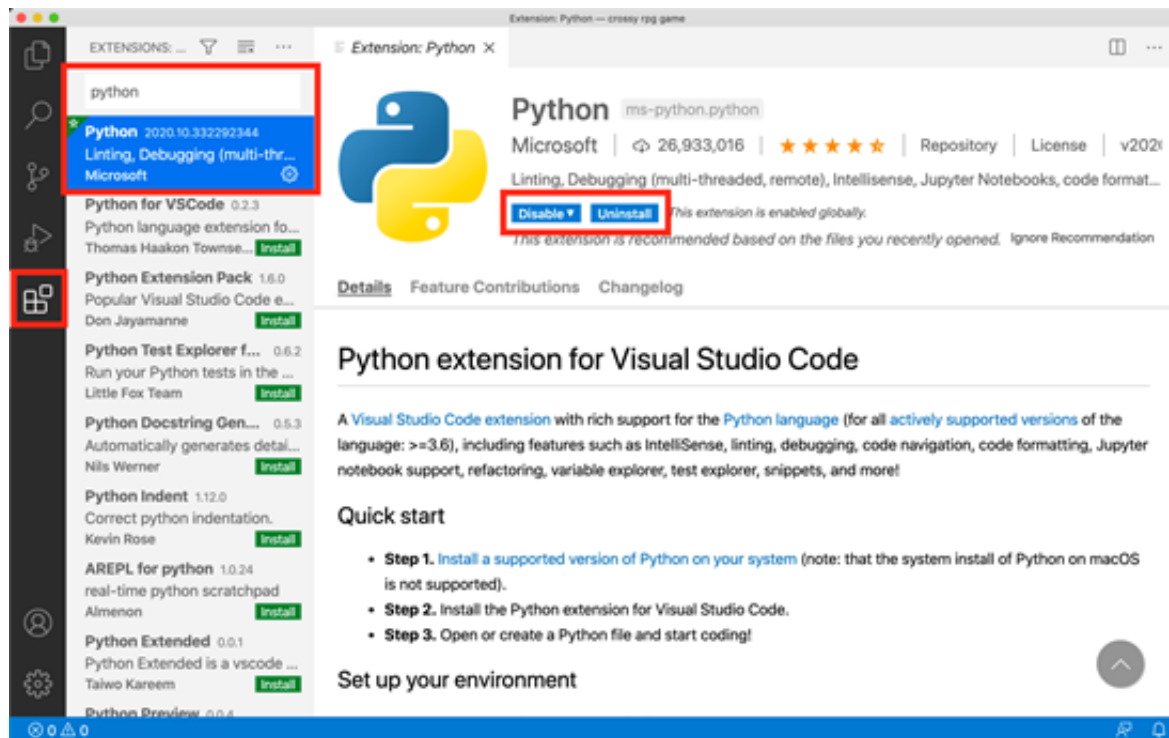 Extension: Python — crossy rpg game
EXTENSIONS: ...
python
Python 2020.10.332292344
Linting, Debugging (multi-thr...
Microsoft
Python for VSCode 0.2.3
Python language extension fo...
Thomas Haakon Townse... Install
Python Extension Pack 1.6.0
Popular Visual Studio Code e...
Don Jayamanne Install
Python Test Explorer f... 0.6.2
Run your Python tests in the ...
Little Fox Team Install
Python Docstring Gen... 0.5.3
Automatically generates detai...
Nils Werner Install
Python Indent 1.12.0
Correct python indentation.
Kevin Rose Install
AREPL for python 1.0.24
real-time python scratchpad
Almenon Install
Python Extended 0.0.1
Python Extended is a vscode ...
Taiwo Kareem Install
Python Preview 0.0.4
Extension: Python
Python ms-python.python
Microsoft 26,933,016 Repository License v202
Linting, Debugging (multi-threaded, remote), Intellisense, Jupyter Notebooks, code format...
Disable Uninstall This extension is enabled globally.
This extension is recommended based on the files you recently opened. Ignore Recommendation
Details Feature Contributions Changelog
Python extension for Visual Studio Code
A Visual Studio Code extension with rich support for the Python language (for all actively supported versions of the
language: >=3.6), including features such as IntelliSense, linting, debugging, code navigation, code formatting, Jupyter
notebook support, refactoring, variable explorer, test explorer, snippets, and more!
Quick start
• Step 1. Install a supported version of Python on your system (note: that the system install of Python on macOS
is not supported).
• Step 2. Install the Python extension for Visual Studio Code.
• Step 3. Open or create a Python file and start coding!
Set up your environment
0 0